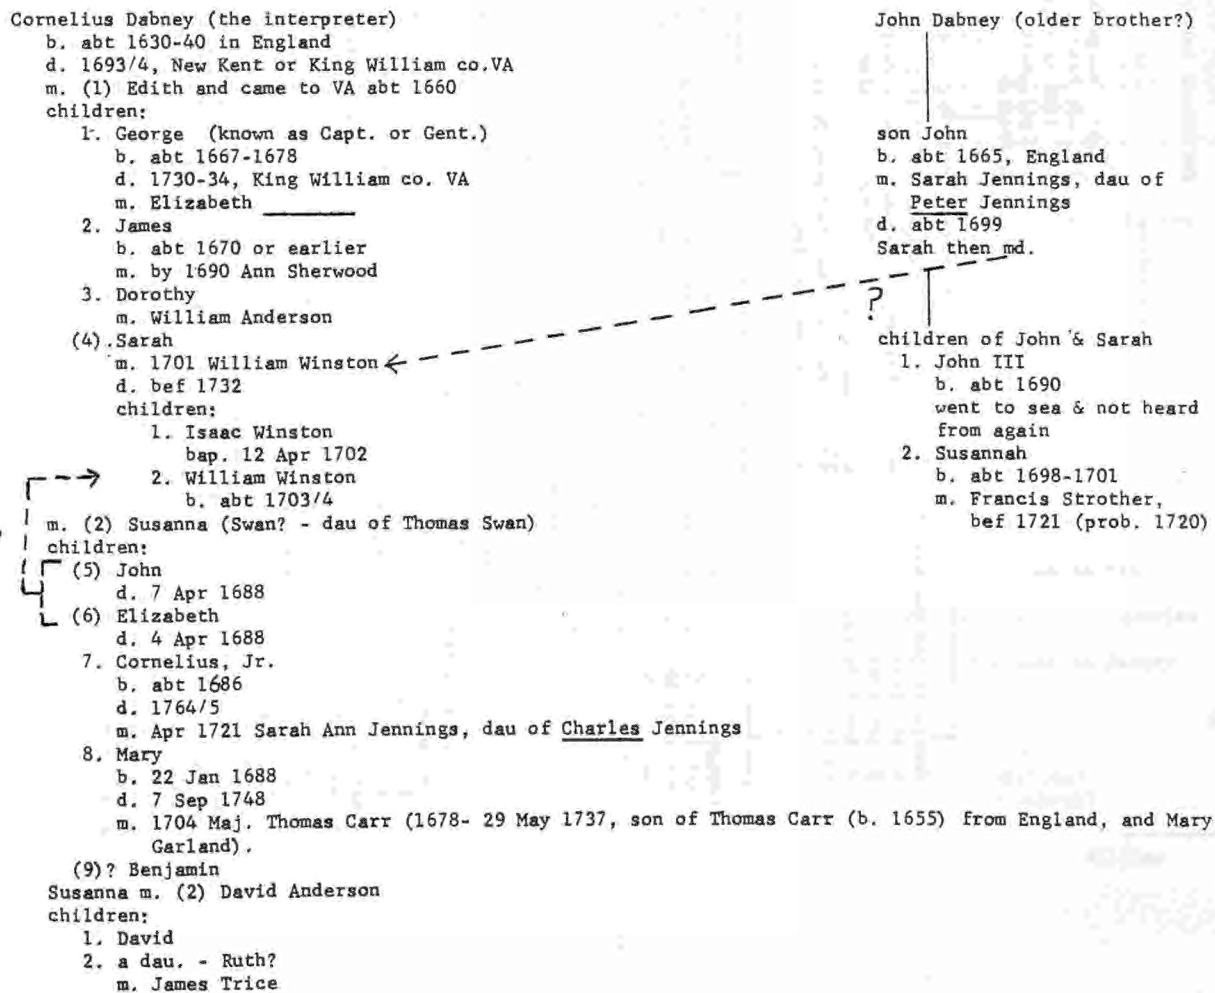 Cornelius Dabney (the interpreter)
b. abt 1630-40 in England
d. 1693/4, New Kent or King William co.VA
m. (1) Edith and came to VA abt 1660
children:
1. George (known as Capt. or Gent.)
b. abt 1667-1678
d. 1730-34, King William co. VA
m. Elizabeth ______
2. James
b. abt 1670 or earlier
m. by 1690 Ann Sherwood
3. Dorothy
m. William Anderson
(4).Sarah
m. 1701 William Winston
d. bef 1732
children:
1. Isaac Winston
bap. 12 Apr 1702
2. William Winston
b. abt 1703/4
m. (2) Susanna (Swan? - dau of Thomas Swan)
children:
(5) John
d. 7 Apr 1688
(6) Elizabeth
d. 4 Apr 1688
7. Cornelius, Jr.
b. abt 1686
d. 1764/5
m. Apr 1721 Sarah Ann Jennings, dau of Charles Jennings
8. Mary
b. 22 Jan 1688
d. 7 Sep 1748
m. 1704 Maj. Thomas Carr (1678- 29 May 1737, son of Thomas Carr (b. 1655) from England, and Mary
Garland).
(9)? Benjamin
Susanna m. (2) David Anderson
children:
1. David
2. a dau. - Ruth?
m. James Trice
John Dabney (older brother?)
son John
b. abt 1665, England
m. Sarah Jennings, dau of
Peter Jennings
d. abt 1699
Sarah then md.
?
children of John & Sarah
1. John III
b. abt 1690
went to sea & not heard
from again
2. Susannah
b. abt 1698-1701
m. Francis Strother,
bef 1721 (prob. 1720)